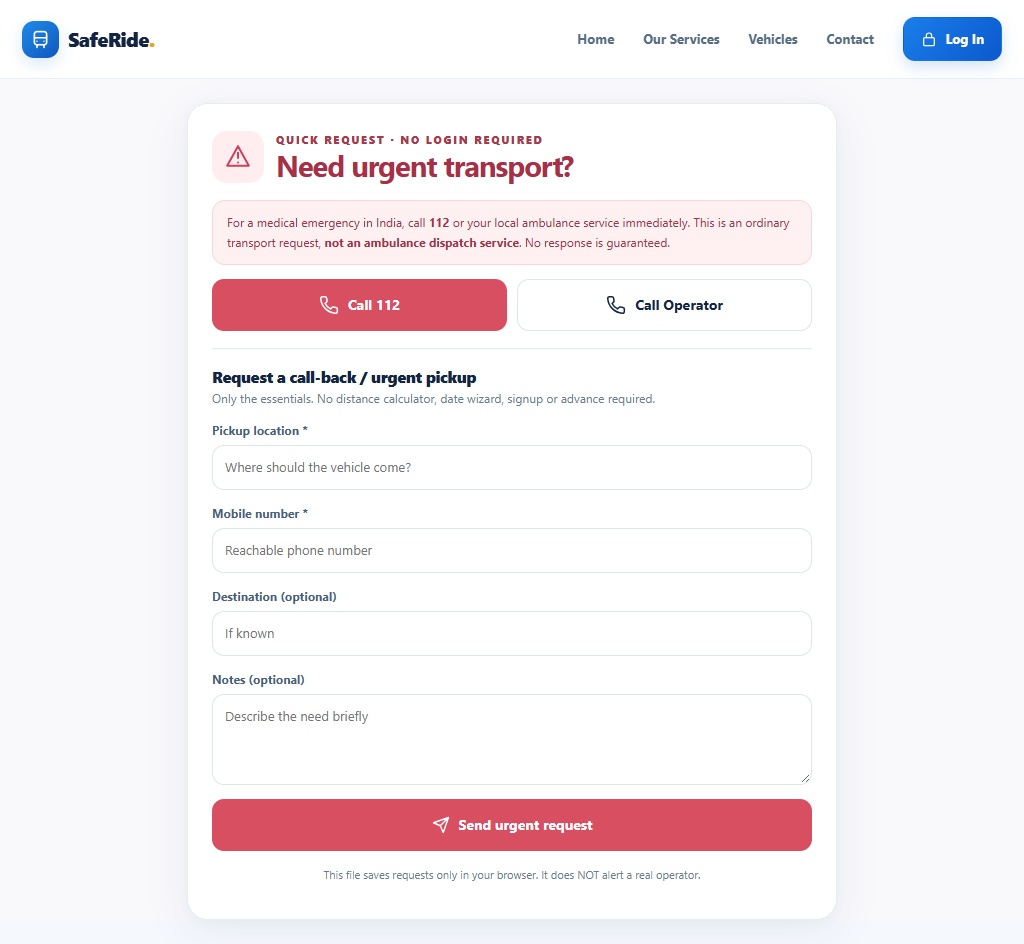 SafeRide.
Home
Our Services
Vehicles
Contact
Log In
QUICK REQUEST · NO LOGIN REQUIRED
Need urgent transport?
For a medical emergency in India, call 112 or your local ambulance service immediately. This is an ordinary
transport request, not an ambulance dispatch service. No response is guaranteed.
Call 112
Call Operator
Request a call-back / urgent pickup
Only the essentials. No distance calculator, date wizard, signup or advance required.
Pickup location *
Where should the vehicle come?
Mobile number *
Reachable phone number
Destination (optional)
If known
Notes (optional)
Describe the need briefly
Send urgent request
This file saves requests only in your browser. It does NOT alert a real operator.